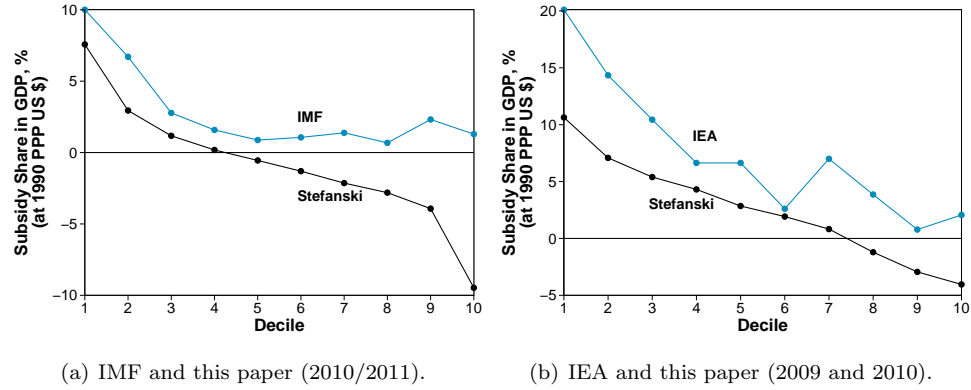 Subsidy Share in GDP, %
(at 1990 PPP US $)
10
5
0
−5
−10
IMF
Stefanski
1 2 3 4 5 6 7 8 9 10
Decile
(a) IMF and this paper (2010/2011).
Subsidy Share in GDP, %
(at 1990 PPP US $)
20
15
10
5
0
−5
IEA
Stefanski
1 2 3 4 5 6 7 8 9 10
Decile
(b) IEA and this paper (2009 and 2010).